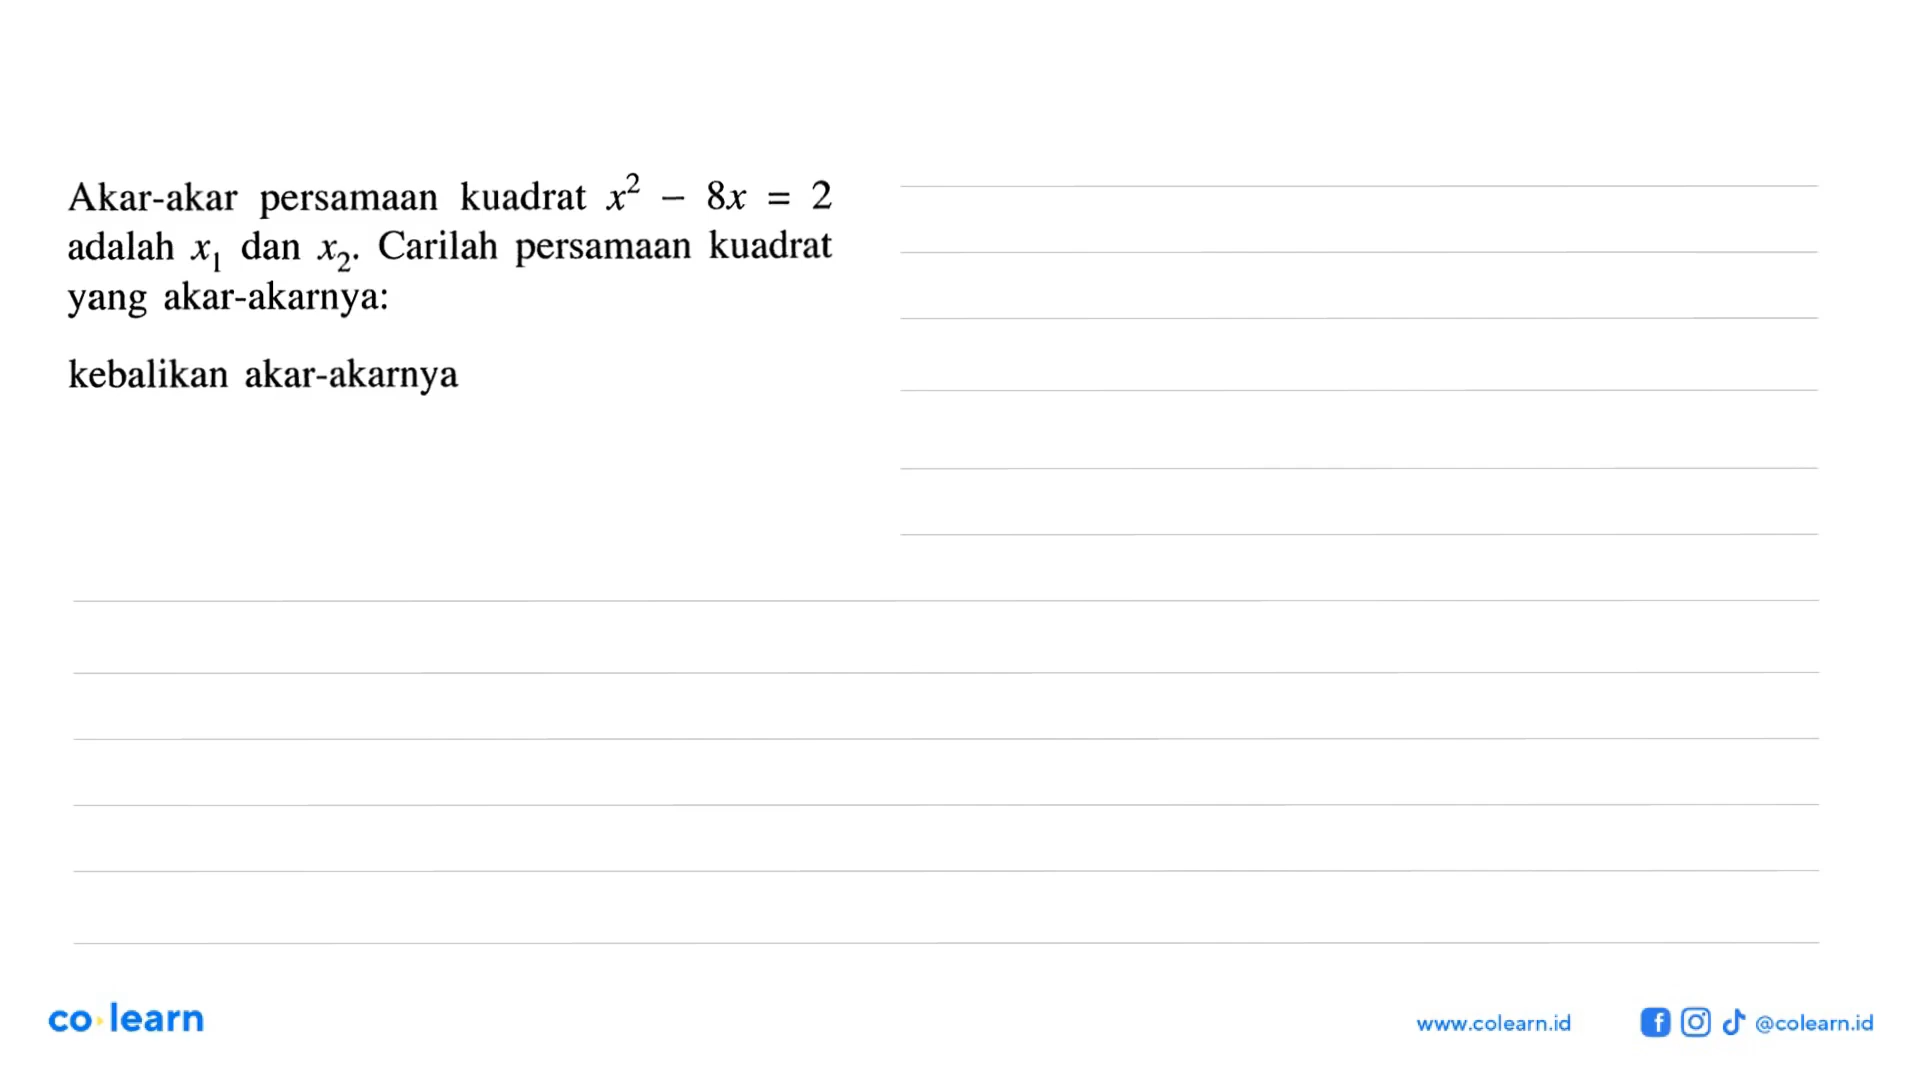 Akar-akar persamaan kuadrat x² − 8x = 2
adalah x₁ dan x₂. Carilah persamaan kuadrat
yang akar-akarnya:
kebalikan akar-akarnya
co learn
www.colearn.id
@colearn.id